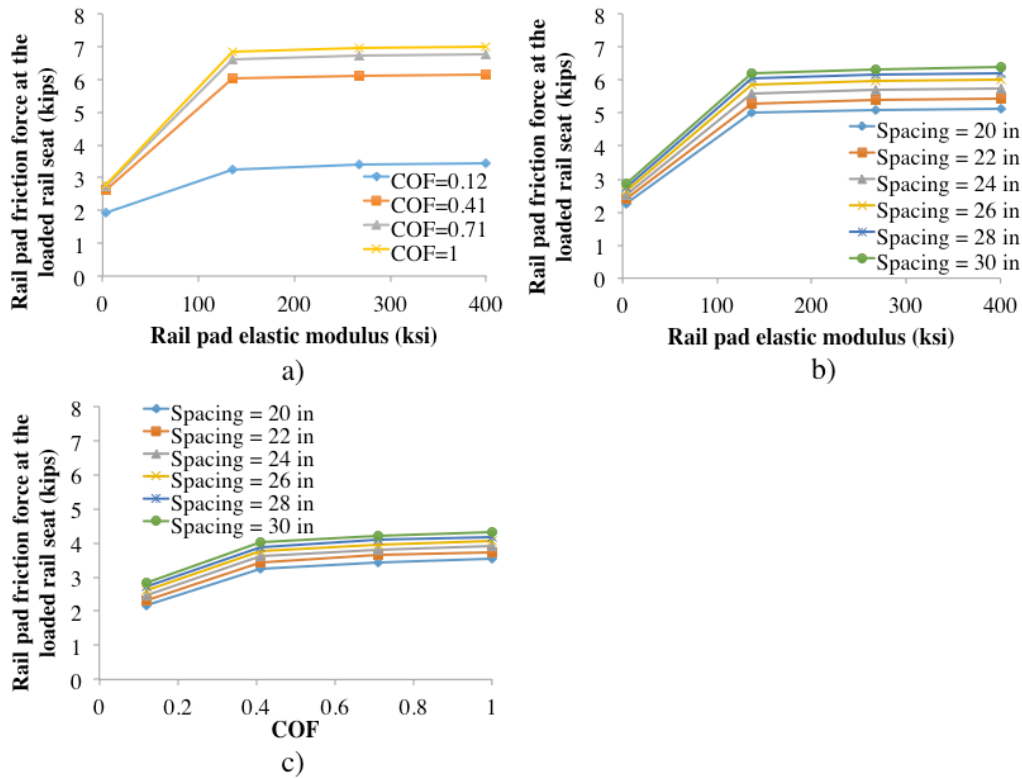 Rail pad friction force at the
loaded rail seat (kips)
8
7
6
5
4
3
2
1
0
COF=0.12
COF=0.41
COF=0.71
COF=1
0 100 200 300 400
Rail pad elastic modulus (ksi)
a)
Rail pad friction force at the
loaded rail seat (kips)
8
7
6
5
4
3
2
1
0
Spacing = 20 in
Spacing = 22 in
Spacing = 24 in
Spacing = 26 in
Spacing = 28 in
Spacing = 30 in
0 100 200 300 400
Rail pad elastic modulus (ksi)
b)
Rail pad friction force at the
loaded rail seat (kips)
8
7
6
5
4
3
2
1
0
Spacing = 20 in
Spacing = 22 in
Spacing = 24 in
Spacing = 26 in
Spacing = 28 in
Spacing = 30 in
0 0.2 0.4 0.6 0.8 1
COF
c)